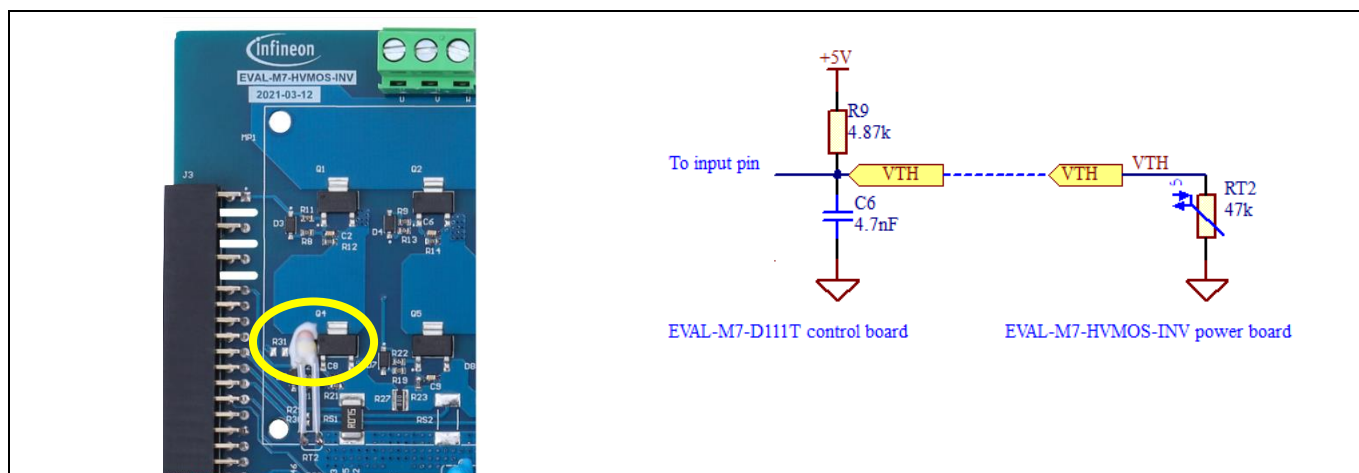 infineon
EVAL-M7-HVMOS-INV
2021-03-12
U V W
MP1
J3
Q1 Q2
R11 R9
D3 C2 D4 C6
R8 R13
R12 R14
Q4 Q5
R31
R22
C8 D7 D8
R19 C9
R21
R27 R23
RS1 R015 RS2
RT2
+5V
R9
4.87k
To input pin
VTH VTH VTH
C6
4.7nF
RT2
47k
EVAL-M7-D111T control board
EVAL-M7-HVMOS-INV power board